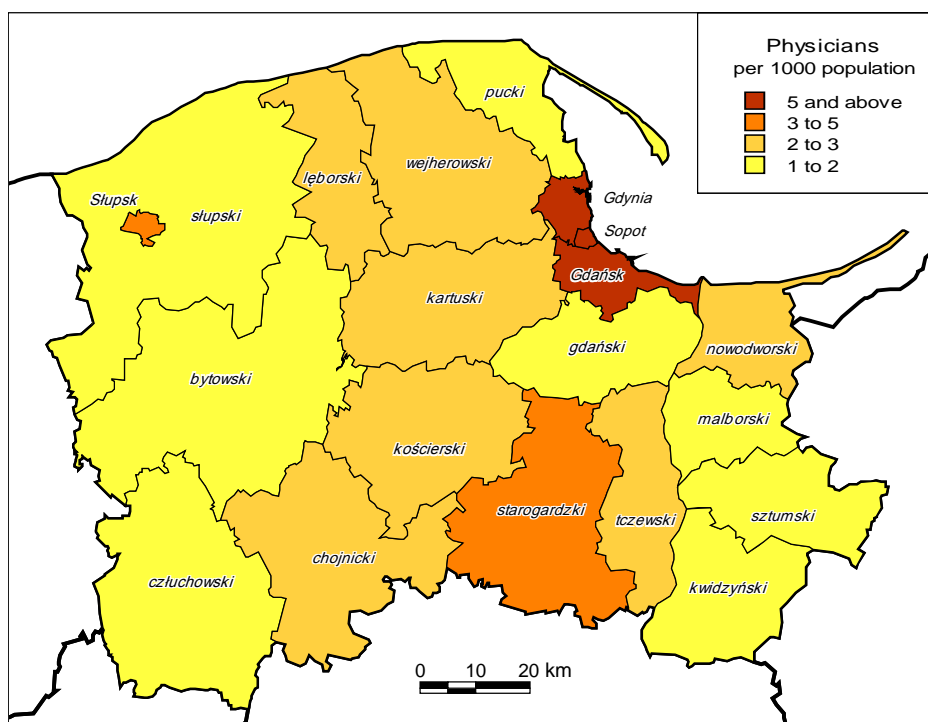 Physicians
per 1000 population
5 and above
3 to 5
2 to 3
1 to 2
pucki
wejherowski
lęborski
Gdynia
Słupsk
słupski
Sopot
Gdańsk
kartuski
gdański
nowodworski
bytowski
malborski
kościerski
starogardzki
tczewski
sztumski
chojnicki
człuchowski
kwidzyński
0 10 20 km